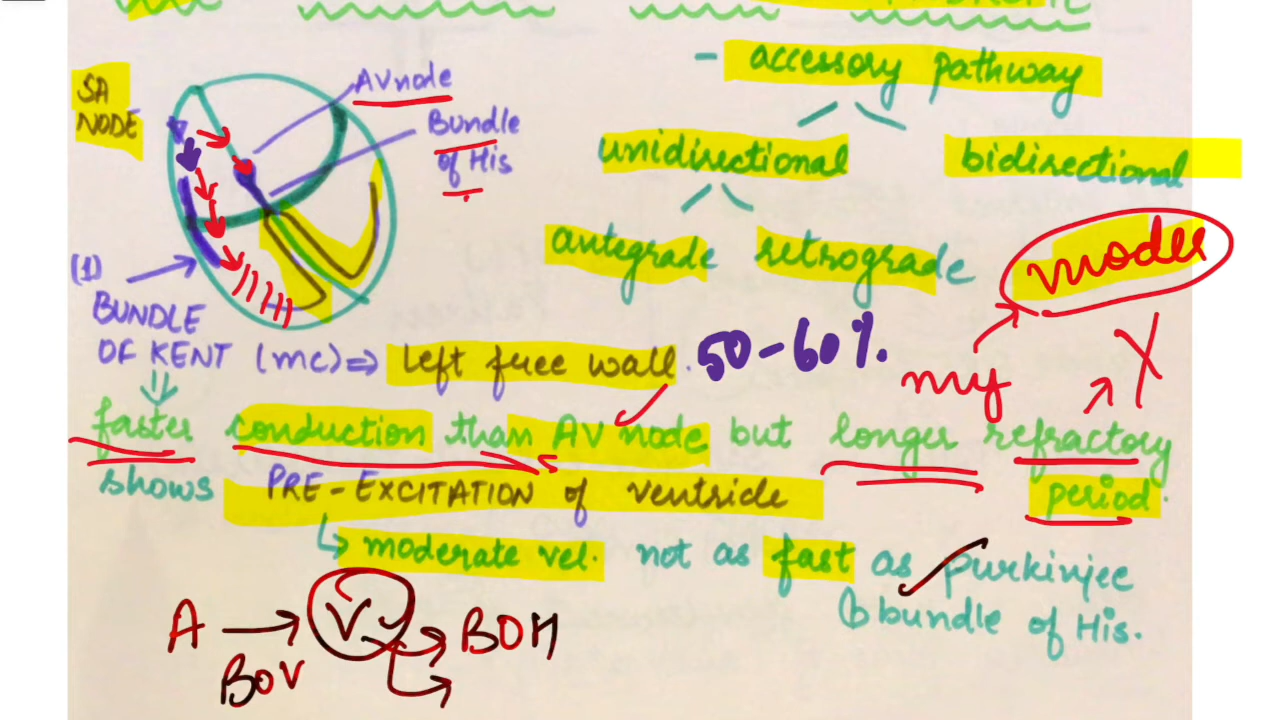 - accessory pathway
unidirectional bidirectional
antegrade retrograde
modes
my
SA
NODE
AV node
Bundle
of His
(1)
BUNDLE
OF KENT (mc) ⇒ left free wall. 50-60%.
faster conduction than AV node but longer refractory
period.
shows PRE-EXCITATION of ventricle
↳ moderate vel. not as fast as purkinjee
bundle of His.
A → V → BOH
BOV